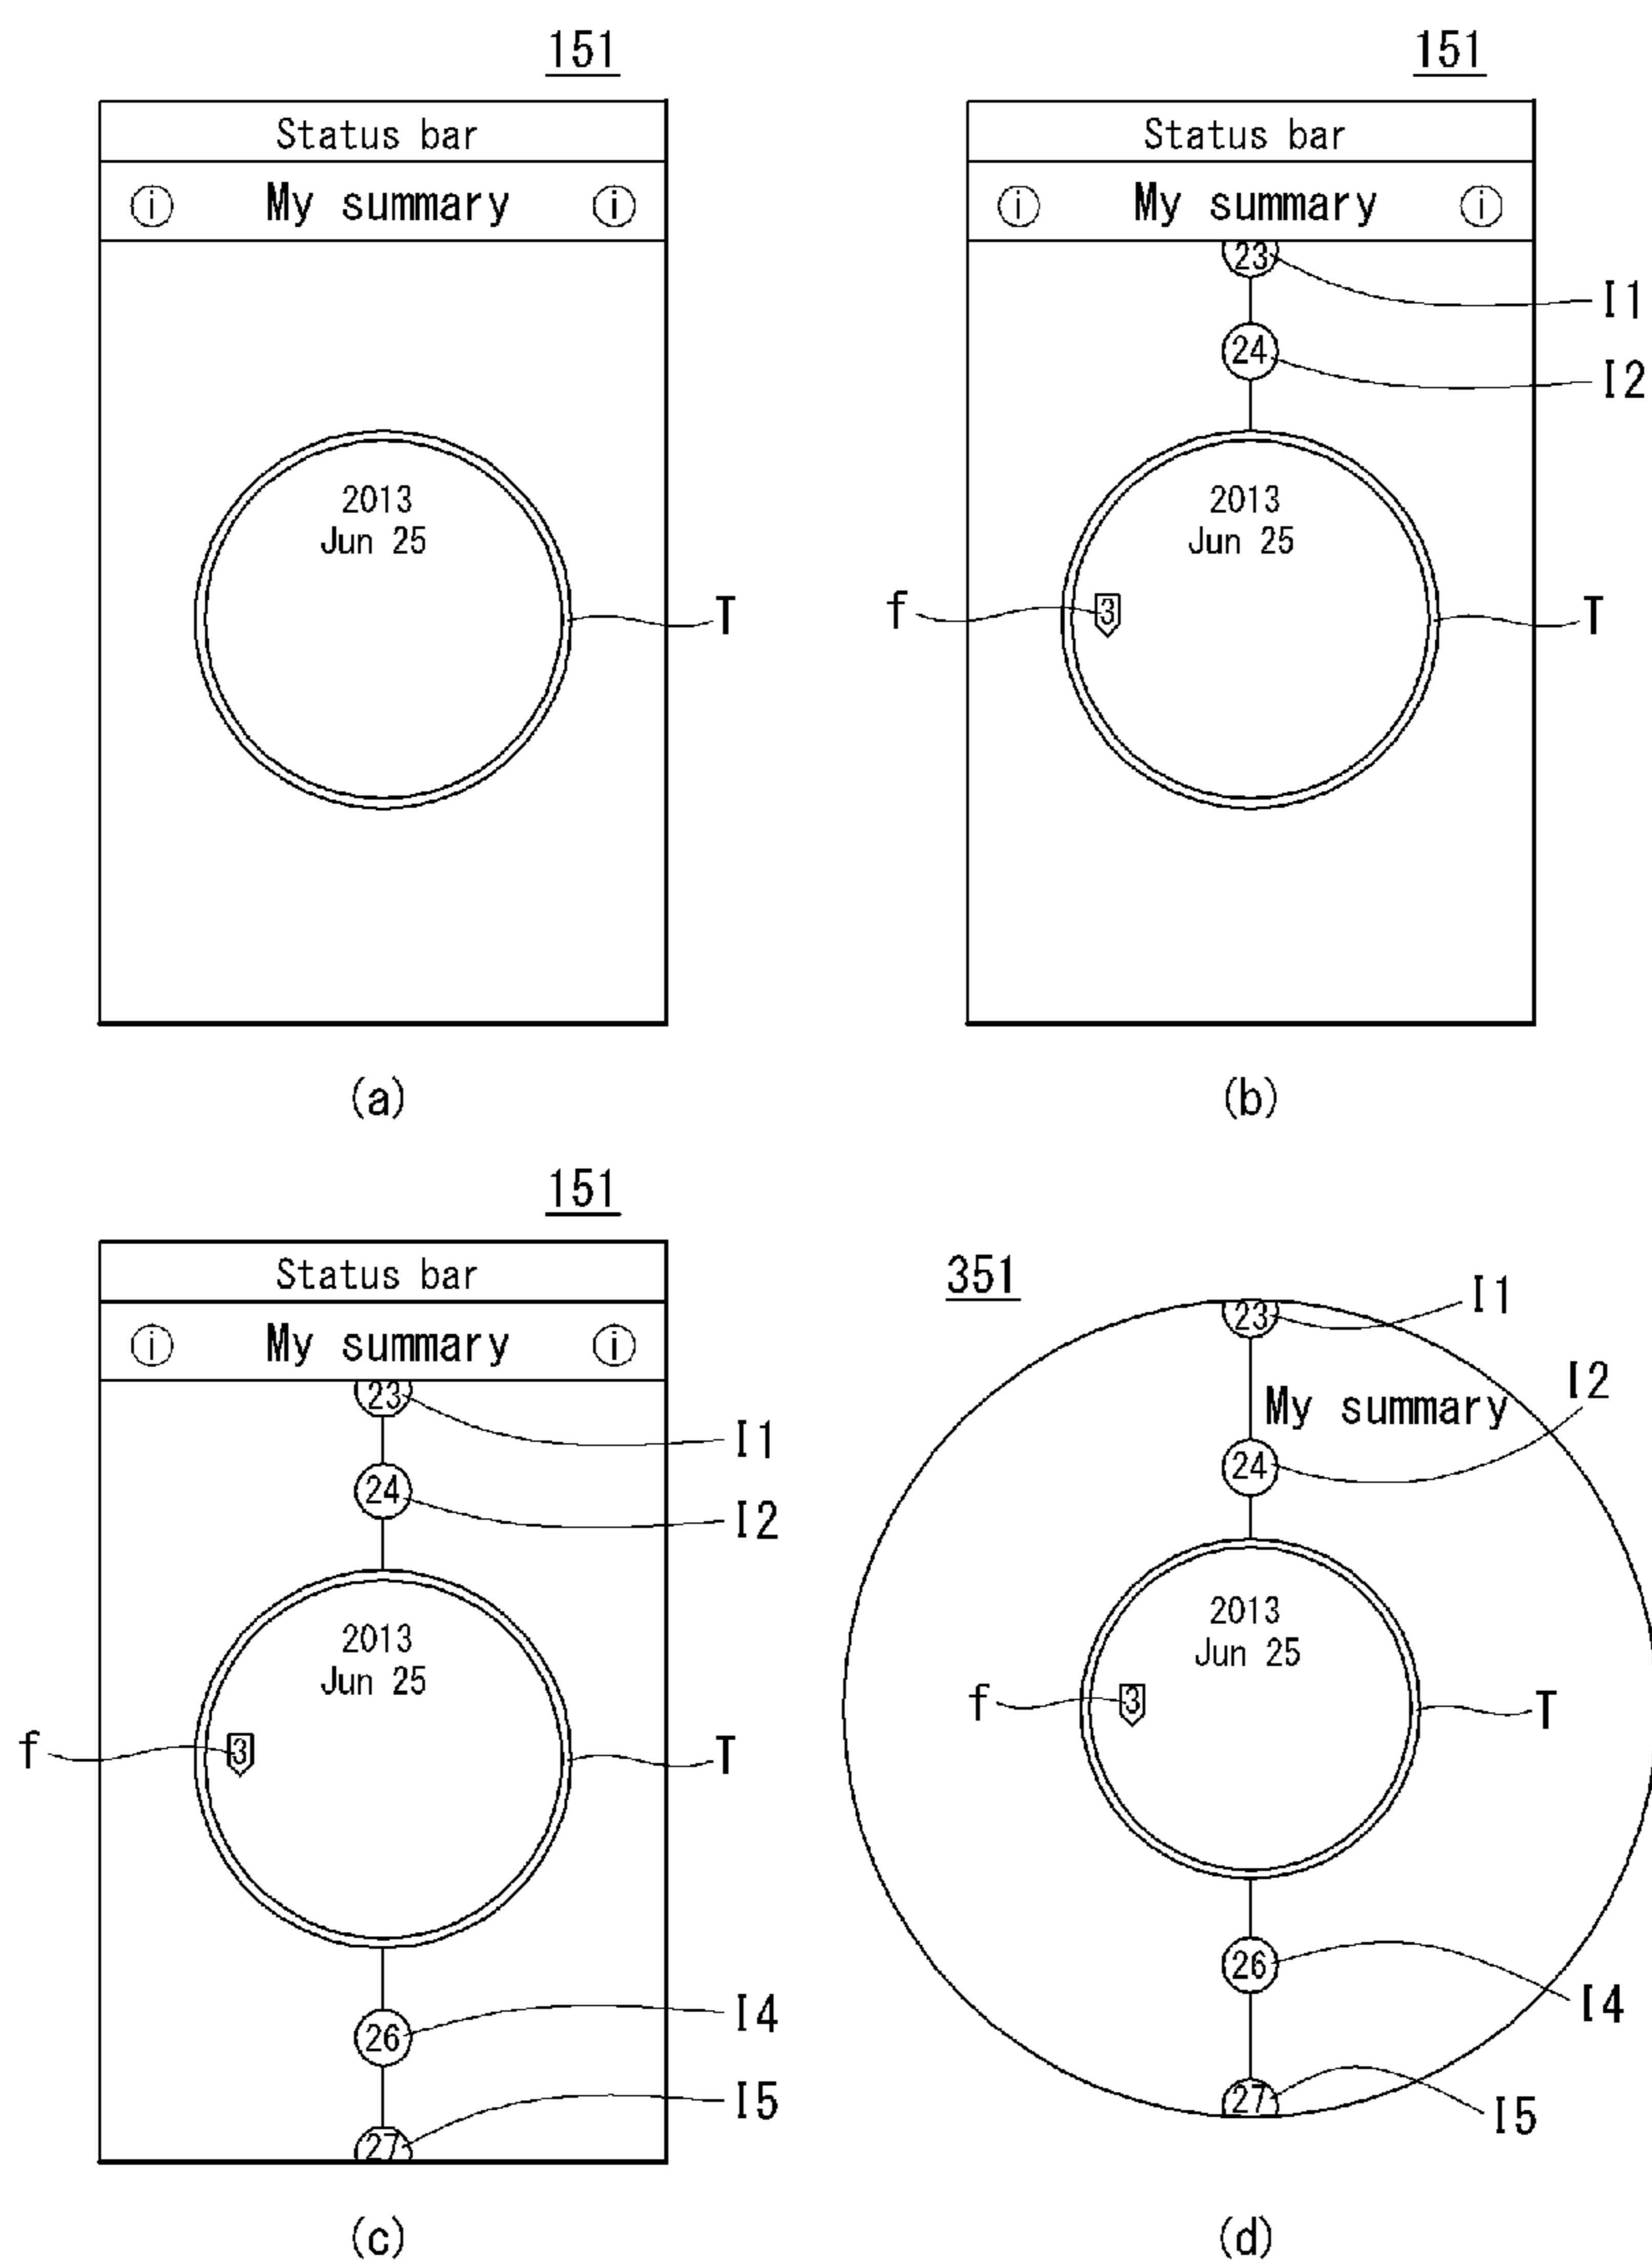 151
Status bar
i My summary i
2013
Jun 25
T
(a)
151
Status bar
i My summary i
23
I1
24
I2
2013
Jun 25
f 3 T
(b)
151
Status bar
i My summary i
23
I1
24
I2
2013
Jun 25
f 3 T
26 I4
27 I5
(c)
351
23 I1
I2
My summary
24
2013
Jun 25
f 3 T
26 I4
27 I5
(d)